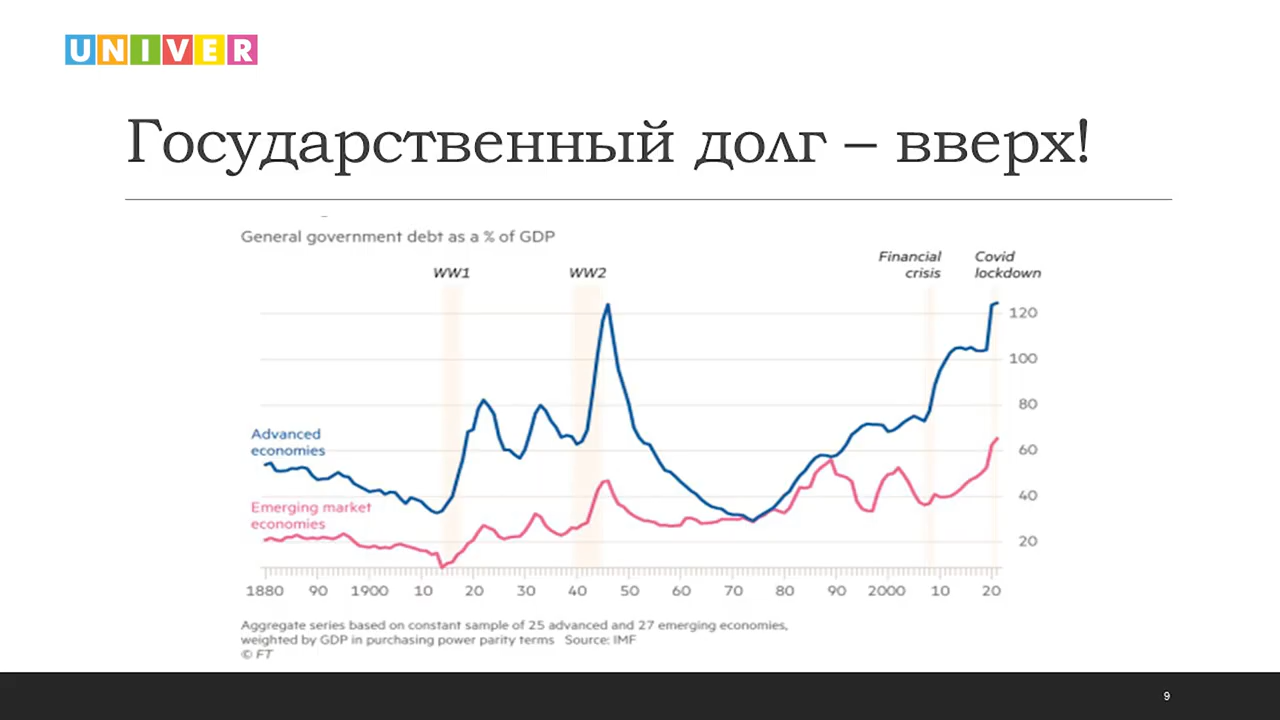 UNIVER
Государственный долг – вверх!
General government debt as a % of GDP
WW1
WW2
Financial
crisis
Covid
lockdown
120
100
80
60
40
20
Advanced
economies
Emerging market
economies
1880 90 1900 10 20 30 40 50 60 70 80 90 2000 10 20
Aggregate series based on constant sample of 25 advanced and 27 emerging economies,
weighted by GDP in purchasing power parity terms Source: IMF
© FT
9